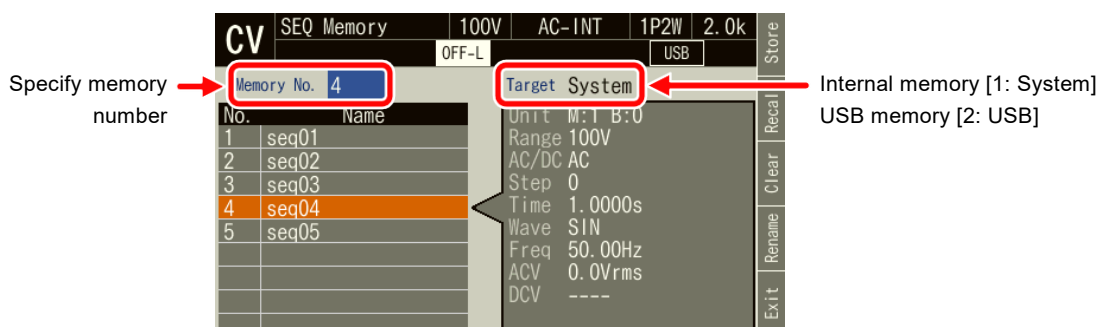 CV SEQ Memory 100V AC-INT 1P2W 2.0k
OFF-L USB
Specify memory
number
Memory No. 4
Target System
Internal memory [1: System]
USB memory [2: USB]
No. Name
1 seq01
2 seq02
3 seq03
4 seq04
5 seq05
Unit M:1 B:0
Range 100V
AC/DC AC
Step 0
Time 1.0000s
Wave SIN
Freq 50.00Hz
ACV 0.0Vrms
DCV ----
Store
Recal
Clear
Rename
Exit